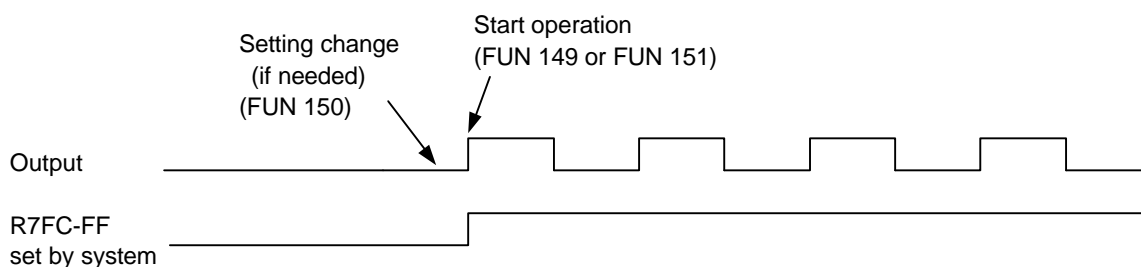 Start operation
(FUN 149 or FUN 151)
Setting change
(if needed)
(FUN 150)
Output
R7FC-FF
set by system